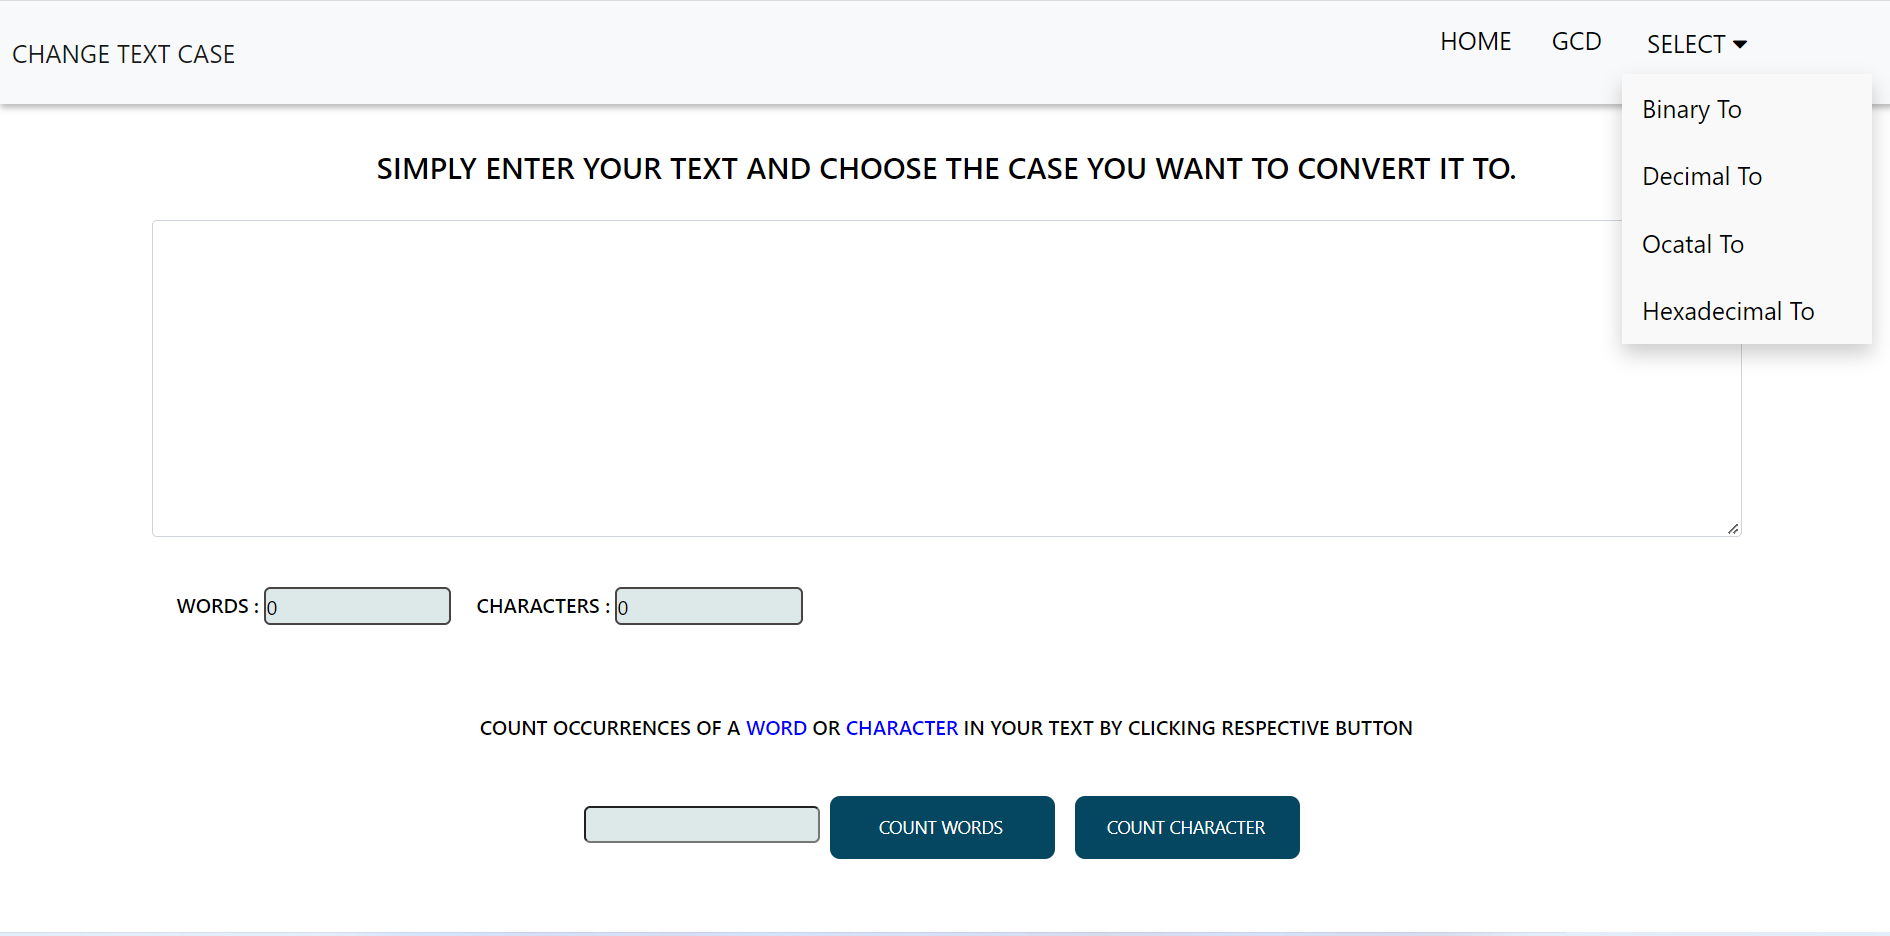 CHANGE TEXT CASE
HOME
GCD
SELECT
Binary To
Decimal To
Ocatal To
Hexadecimal To
SIMPLY ENTER YOUR TEXT AND CHOOSE THE CASE YOU WANT TO CONVERT IT TO.
WORDS : 0
CHARACTERS : 0
COUNT OCCURRENCES OF A WORD OR CHARACTER IN YOUR TEXT BY CLICKING RESPECTIVE BUTTON
COUNT WORDS
COUNT CHARACTER